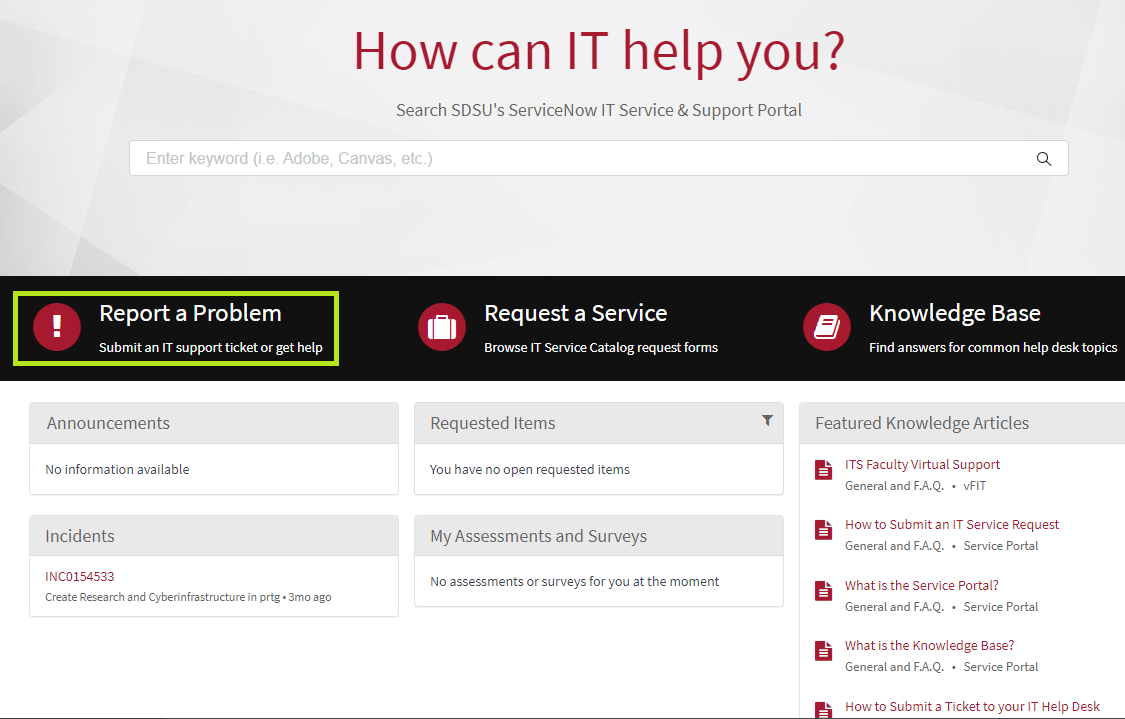 How can IT help you?
Search SDSU's ServiceNow IT Service & Support Portal
Enter keyword (i.e. Adobe, Canvas, etc.)
Report a Problem
Submit an IT support ticket or get help
Request a Service
Browse IT Service Catalog request forms
Knowledge Base
Find answers for common help desk topics
Announcements
No information available
Requested Items
You have no open requested items
Incidents
INC0154533
Create Research and Cyberinfrastructure in prtg • 3mo ago
My Assessments and Surveys
No assessments or surveys for you at the moment
Featured Knowledge Articles
ITS Faculty Virtual Support
General and F.A.Q. • vFIT
How to Submit an IT Service Request
General and F.A.Q. • Service Portal
What is the Service Portal?
General and F.A.Q. • Service Portal
What is the Knowledge Base?
General and F.A.Q. • Service Portal
How to Submit a Ticket to your IT Help Desk